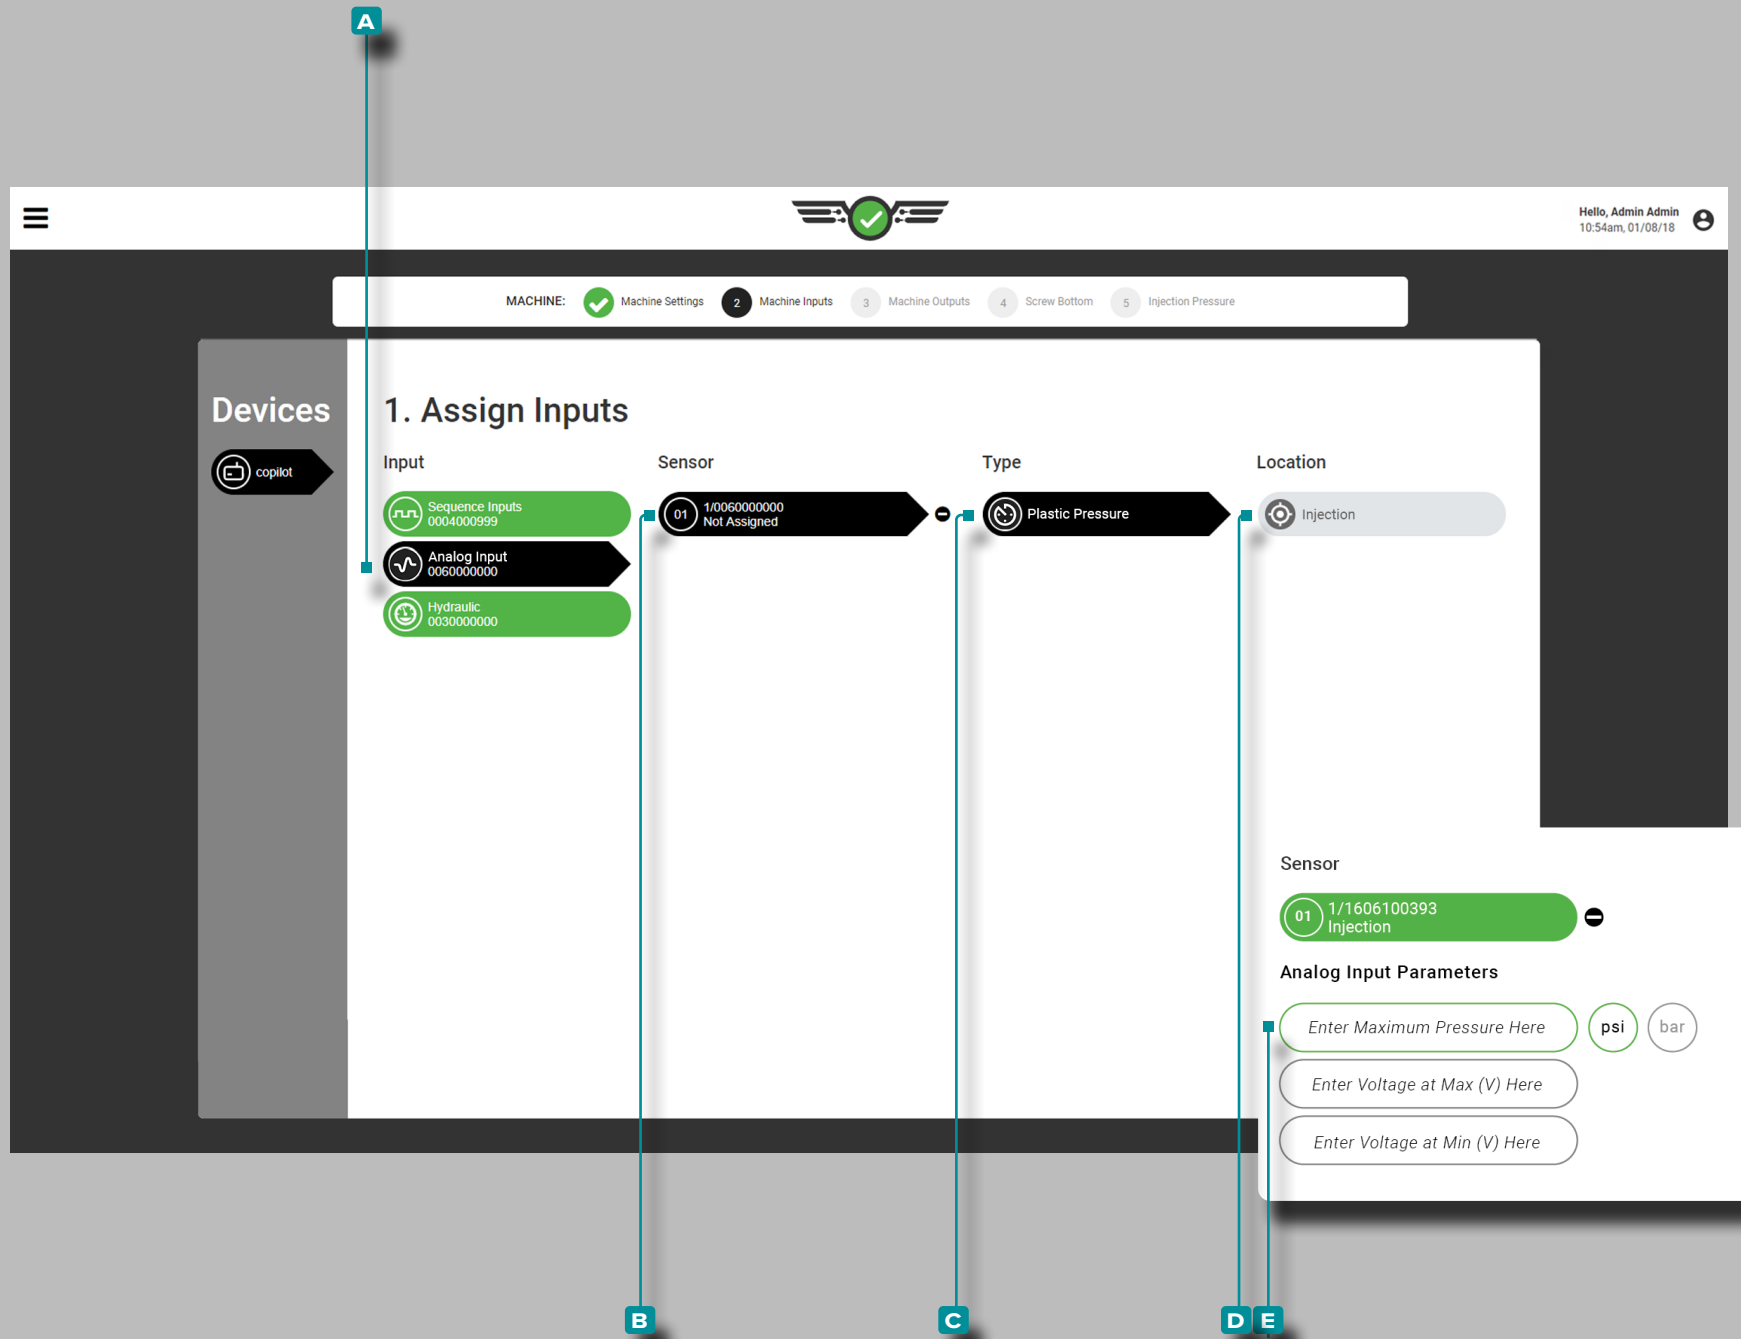 A
Hello, Admin Admin
10:54am, 01/08/18
MACHINE: Machine Settings 2 Machine Inputs 3 Machine Outputs 4 Screw Bottom 5 Injection Pressure
Devices
copilot
1. Assign Inputs
Input Sensor Type Location
Sequence Inputs
0004000999
Analog Input
0060000000
Hydraulic
0030000000
01 1/0060000000
Not Assigned
Plastic Pressure
Injection
Sensor
01 1/1606100393
Injection
Analog Input Parameters
Enter Maximum Pressure Here psi bar
Enter Voltage at Max (V) Here
Enter Voltage at Min (V) Here
B C D E